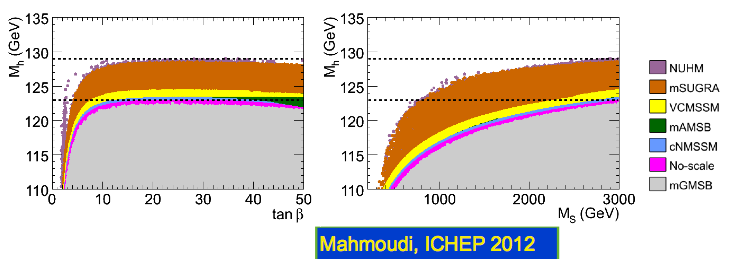 M_h (GeV)
135
130
125
120
115
110
0 10 20 30 40 50
tan β
M_h (GeV)
135
130
125
120
115
110
1000 2000 3000
M_S (GeV)
NUHM
mSUGRA
VCMSSM
mAMSB
cNMSSM
No-scale
mGMSB
Mahmoudi, ICHEP 2012